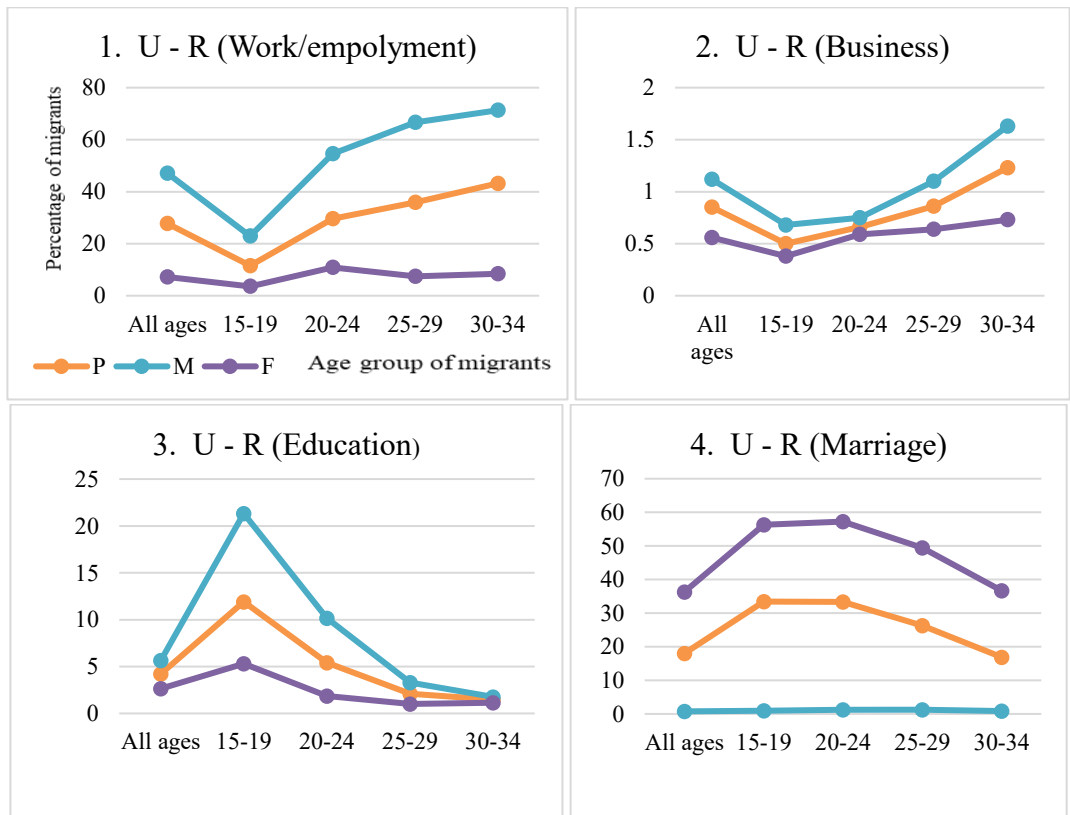 1. U - R (Work/empolyment)
Percentage of migrants
80
60
40
20
0
All ages 15-19 20-24 25-29 30-34
P M F Age group of migrants
2. U - R (Business)
2
1.5
1
0.5
0
All ages 15-19 20-24 25-29 30-34
3. U - R (Education)
25
20
15
10
5
0
All ages 15-19 20-24 25-29 30-34
4. U - R (Marriage)
70
60
50
40
30
20
10
0
All ages 15-19 20-24 25-29 30-34